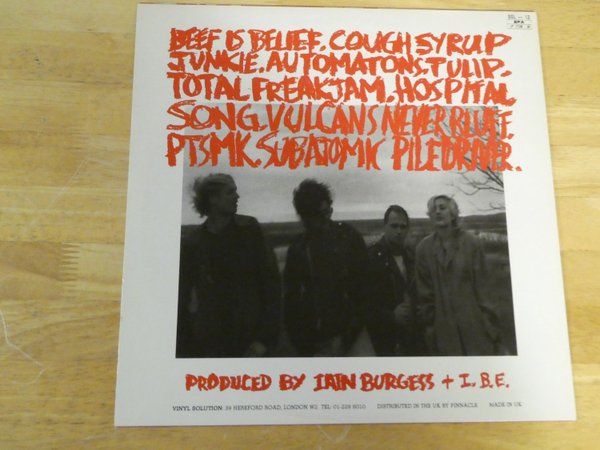 BEEF IS BELIEF. COUGH SYRUP
JUNKIE. AUTOMATONS. TULIP.
TOTAL FREAKJAM. HOSPITAL
SONG. VULCANS NEVER BLUFF.
PTSMK. SUBATOMIC PILEDRIVER.
PRODUCED BY IAIN BURGESS + I.B.E.
VINYL SOLUTION: 39 HEREFORD ROAD, LONDON W2. TEL: 01-229 8010 DISTRIBUTED IN THE UK BY PINNACLE MADE IN UK
SOL - 13